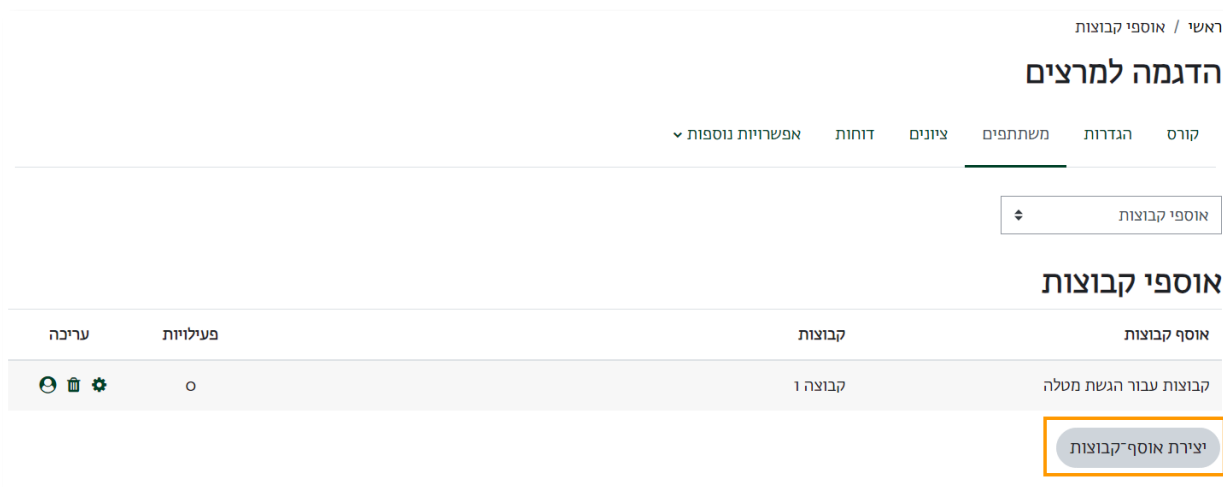 ראשי / אוספי קבוצות
הדגמה למרצים
קורס הגדרות משתתפים ציונים דוחות אפשרויות נוספות
אוספי קבוצות
אוספי קבוצות
אוסף קבוצות קבוצות פעילויות עריכה
קבוצות עבור הגשת מטלה קבוצה 1 0
יצירת אוסף־קבוצות